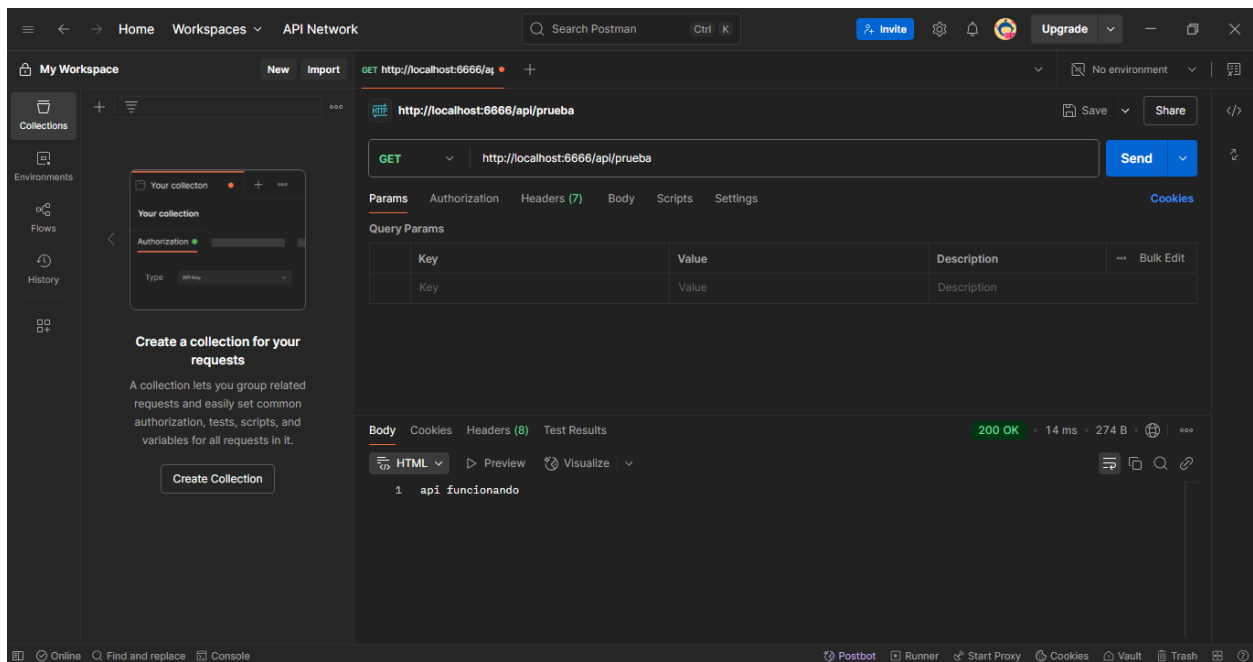 Home Workspaces API Network Search Postman Ctrl K Invite Upgrade
My Workspace New Import GET http://localhost:6666/ap No environment
Collections
Environments
Flows
History
Your collecton
Your collection
Authorization
Type API Key
Create a collection for your
requests
A collection lets you group related
requests and easily set common
authorization, tests, scripts, and
variables for all requests in it.
Create Collection
HTTP http://localhost:6666/api/prueba Save Share
GET http://localhost:6666/api/prueba Send
Params Authorization Headers (7) Body Scripts Settings Cookies
Query Params
Key Value Description Bulk Edit
Key Value Description
Body Cookies Headers (8) Test Results 200 OK 14 ms 274 B
HTML Preview Visualize
1 api funcionando
Online Find and replace Console Postbot Runner Start Proxy Cookies Vault Trash